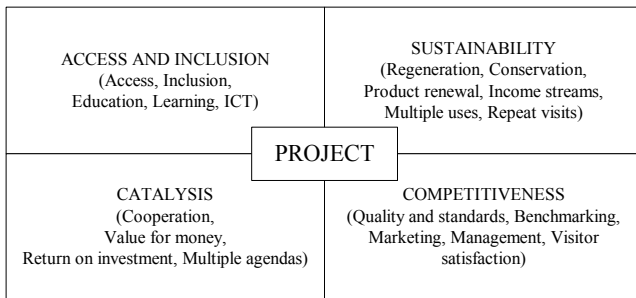 ACCESS AND INCLUSION
(Access, Inclusion,
Education, Learning, ICT)
SUSTAINABILITY
(Regeneration, Conservation,
Product renewal, Income streams,
Multiple uses, Repeat visits)
PROJECT
CATALYSIS
(Cooperation,
Value for money,
Return on investment, Multiple agendas)
COMPETITIVENESS
(Quality and standards, Benchmarking,
Marketing, Management, Visitor
satisfaction)